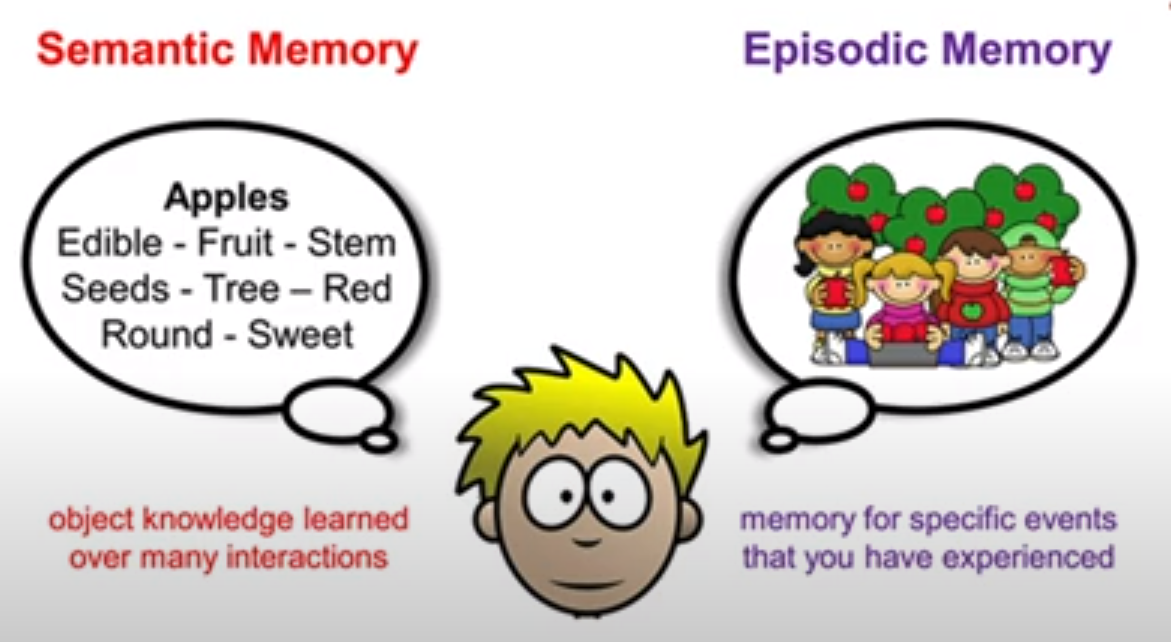 Semantic Memory
Episodic Memory
Apples
Edible - Fruit - Stem
Seeds - Tree – Red
Round - Sweet
object knowledge learned
over many interactions
memory for specific events
that you have experienced